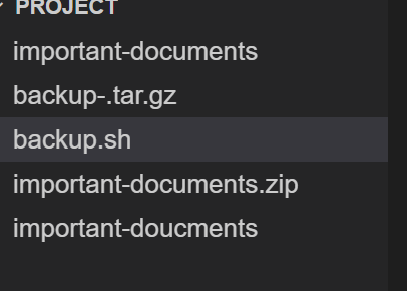 PROJECT
important-documents
backup-.tar.gz
backup.sh
important-documents.zip
important-doucments